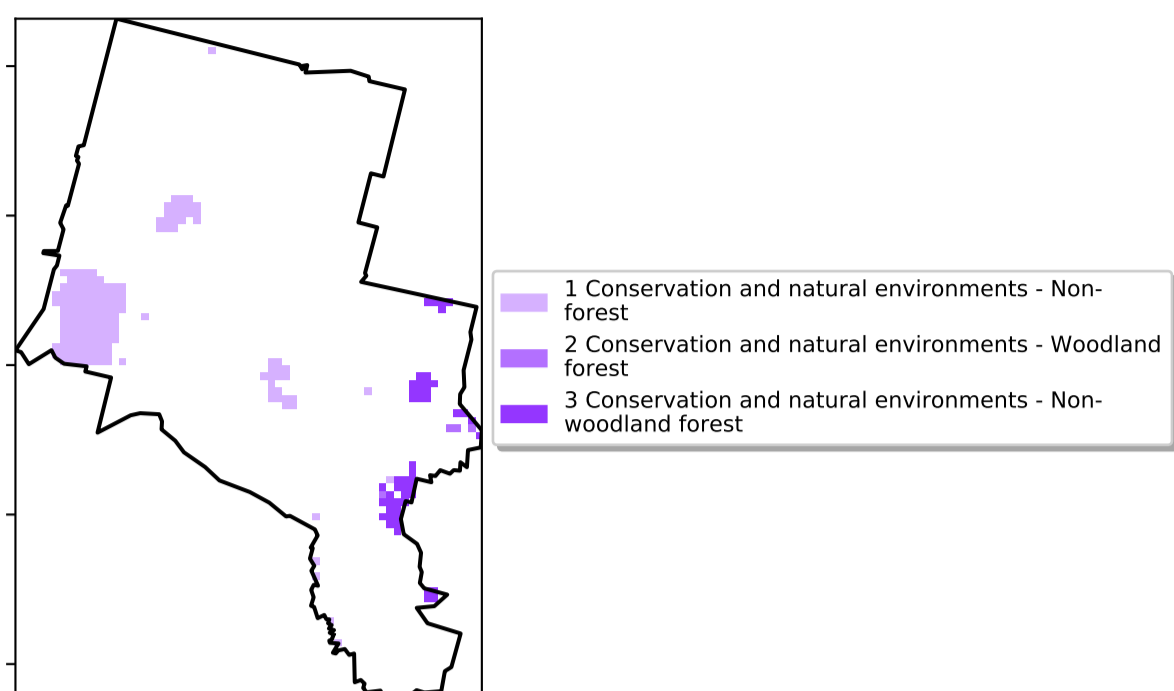 1 Conservation and natural environments - Non-
forest
2 Conservation and natural environments - Woodland
forest
3 Conservation and natural environments - Non-
woodland forest